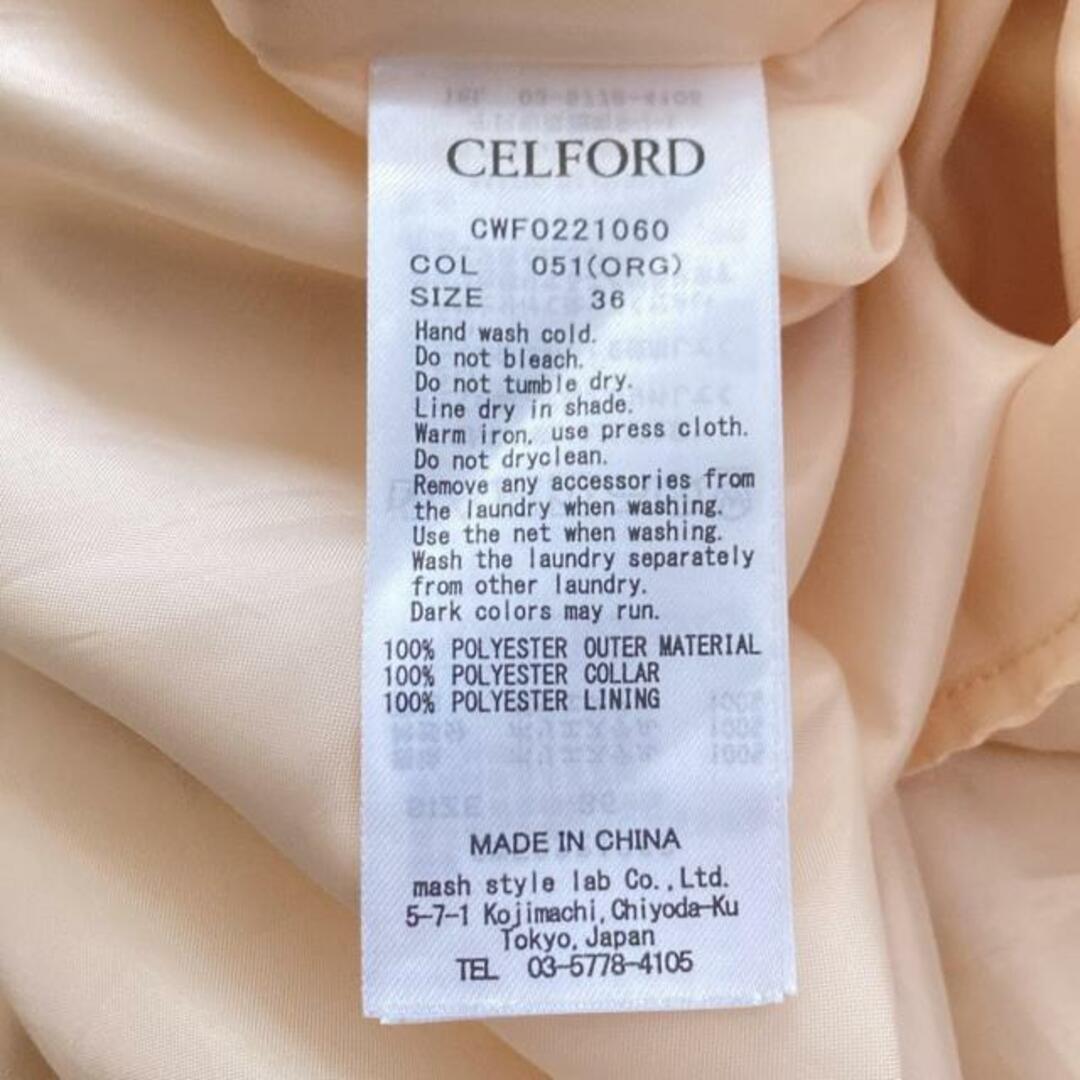 CELFORD
CWF0221060
COL 051(ORG)
SIZE 36
Hand wash cold.
Do not bleach.
Do not tumble dry.
Line dry in shade.
Warm iron, use press cloth.
Do not dryclean.
Remove any accessories from
the laundry when washing.
Use the net when washing.
Wash the laundry separately
from other laundry.
Dark colors may run.
100% POLYESTER OUTER MATERIAL
100% POLYESTER COLLAR
100% POLYESTER LINING
MADE IN CHINA
mash style lab Co.,Ltd.
5-7-1 Kojimachi,Chiyoda-Ku
Tokyo,Japan
TEL 03-5778-4105